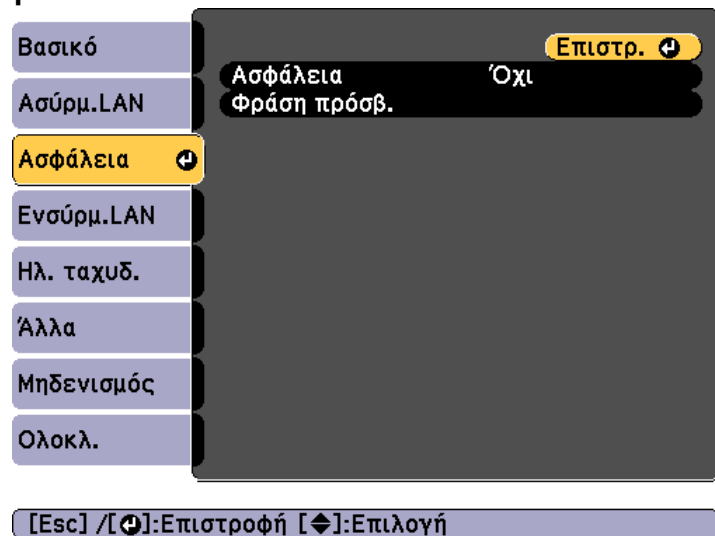 Βασικό
Ασύρμ.LAN
Ασφάλεια
Ενσύρμ.LAN
Ηλ. ταχυδ.
Άλλα
Μηδενισμός
Ολοκλ.
Επιστρ.
Ασφάλεια Όχι
Φράση πρόσβ.
[Esc] /[⏎]:Επιστροφή [◆]:Επιλογή